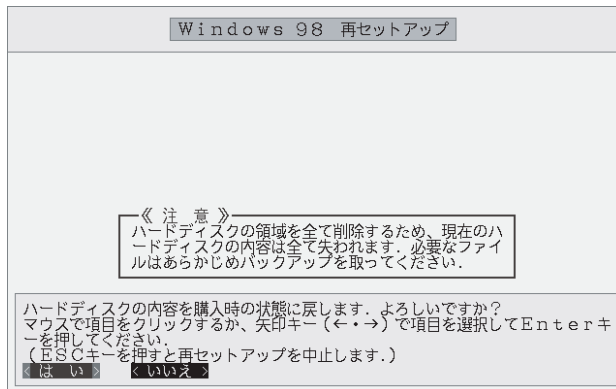 Windows 98 再セットアップ
《 注 意 》
ハードディスクの領域を全て削除するため、現在のハ
ードディスクの内容は全て失われます．必要なファイ
ルはあらかじめバックアップを取ってください．
ハードディスクの内容を購入時の状態に戻します．よろしいですか？
マウスで項目をクリックするか、矢印キー（←・→）で項目を選択してＥｎｔｅｒキ
ーを押してください．
（ＥＳＣキーを押すと再セットアップを中止します．）
< は い > < いいえ >